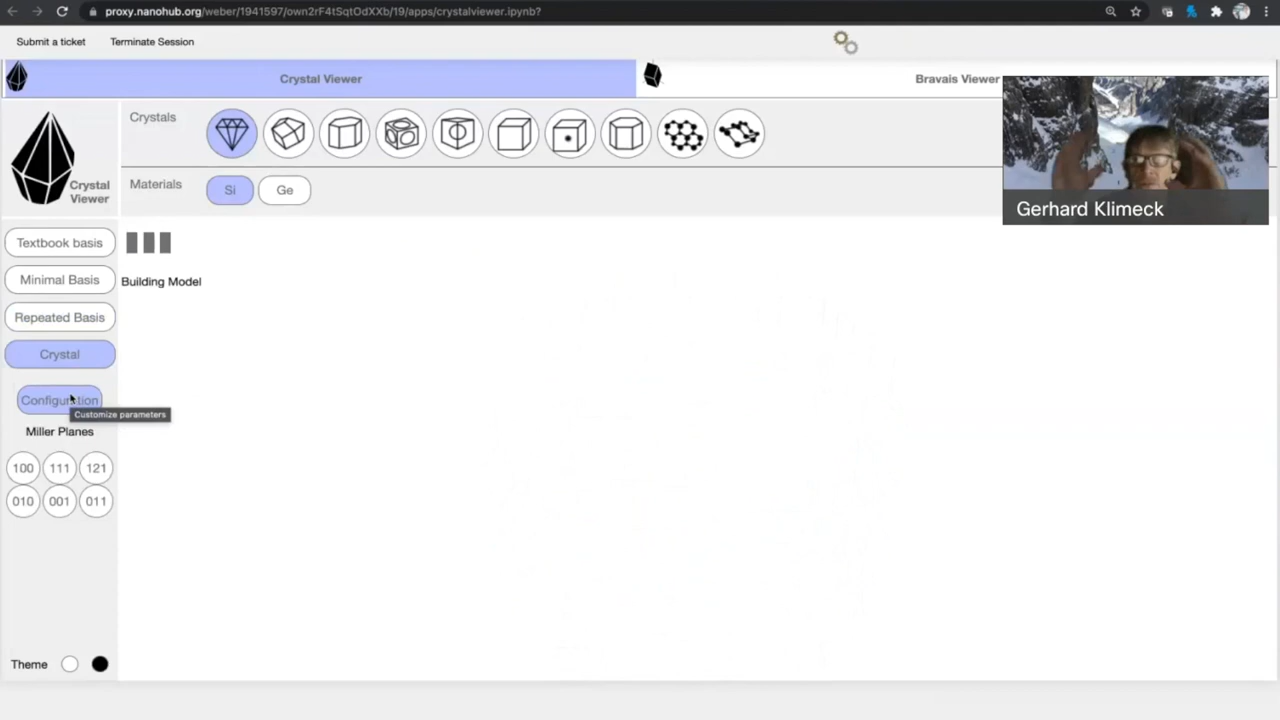 proxy.nanohub.org/weber/1941597/own2rF4tSqtOdXXb/19/apps/crystalviewer.ipynb?
Submit a ticket
Terminate Session
Crystal Viewer
Bravais Viewer
Crystal
Viewer
Crystals
Materials
Si
Ge
Gerhard Klimeck
Textbook basis
Minimal Basis
Repeated Basis
Crystal
Configuration
Customize parameters
Miller Planes
100 111 121
010 001 011
Building Model
Theme